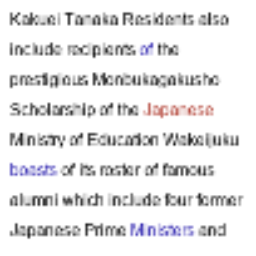 Kakuei Tanaka Residents also
include recipients of the
prestigious Monbukagakusho
Scholarship of the Japanese
Ministry of Education Wakeijuku
boasts of its roster of famous
alumni which include four former
Japanese Prime Ministers and